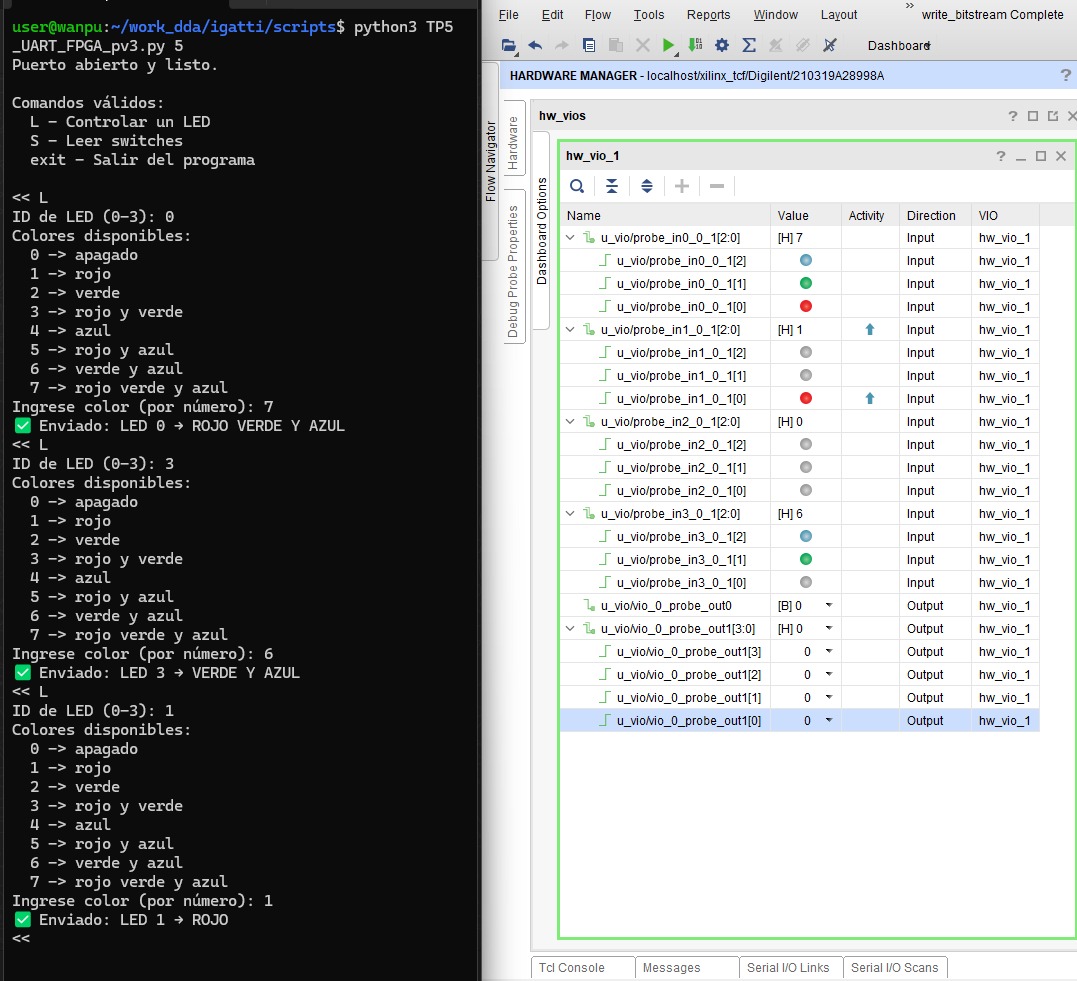 user@wanpu:~/work_dda/igatti/scripts$ python3 TP5
_UART_FPGA_pv3.py 5
Puerto abierto y listo.
Comandos válidos:
L - Controlar un LED
S - Leer switches
exit - Salir del programa
<< L
ID de LED (0-3): 0
Colores disponibles:
0 -> apagado
1 -> rojo
2 -> verde
3 -> rojo y verde
4 -> azul
5 -> rojo y azul
6 -> verde y azul
7 -> rojo verde y azul
Ingrese color (por número): 7
✅ Enviado: LED 0 → ROJO VERDE Y AZUL
<< L
ID de LED (0-3): 3
Colores disponibles:
0 -> apagado
1 -> rojo
2 -> verde
3 -> rojo y verde
4 -> azul
5 -> rojo y azul
6 -> verde y azul
7 -> rojo verde y azul
Ingrese color (por número): 6
✅ Enviado: LED 3 → VERDE Y AZUL
<< L
ID de LED (0-3): 1
Colores disponibles:
0 -> apagado
1 -> rojo
2 -> verde
3 -> rojo y verde
4 -> azul
5 -> rojo y azul
6 -> verde y azul
7 -> rojo verde y azul
Ingrese color (por número): 1
✅ Enviado: LED 1 → ROJO
<<
File Edit Flow Tools Reports Window Layout » write_bitstream Complete
Dashboard
HARDWARE MANAGER - localhost/xilinx_tcf/Digilent/210319A28998A ?
Flow Navigator
Hardware
Debug Probe Properties
Dashboard Options
hw_vios
hw_vio_1
Name Value Activity Direction VIO
u_vio/probe_in0_0_1[2:0] [H] 7 Input hw_vio_1
u_vio/probe_in0_0_1[2] Input hw_vio_1
u_vio/probe_in0_0_1[1] Input hw_vio_1
u_vio/probe_in0_0_1[0] Input hw_vio_1
u_vio/probe_in1_0_1[2:0] [H] 1 Input hw_vio_1
u_vio/probe_in1_0_1[2] Input hw_vio_1
u_vio/probe_in1_0_1[1] Input hw_vio_1
u_vio/probe_in1_0_1[0] Input hw_vio_1
u_vio/probe_in2_0_1[2:0] [H] 0 Input hw_vio_1
u_vio/probe_in2_0_1[2] Input hw_vio_1
u_vio/probe_in2_0_1[1] Input hw_vio_1
u_vio/probe_in2_0_1[0] Input hw_vio_1
u_vio/probe_in3_0_1[2:0] [H] 6 Input hw_vio_1
u_vio/probe_in3_0_1[2] Input hw_vio_1
u_vio/probe_in3_0_1[1] Input hw_vio_1
u_vio/probe_in3_0_1[0] Input hw_vio_1
u_vio/vio_0_probe_out0 [B] 0 Output hw_vio_1
u_vio/vio_0_probe_out1[3:0] [H] 0 Output hw_vio_1
u_vio/vio_0_probe_out1[3] 0 Output hw_vio_1
u_vio/vio_0_probe_out1[2] 0 Output hw_vio_1
u_vio/vio_0_probe_out1[1] 0 Output hw_vio_1
u_vio/vio_0_probe_out1[0] 0 Output hw_vio_1
Tcl Console Messages Serial I/O Links Serial I/O Scans